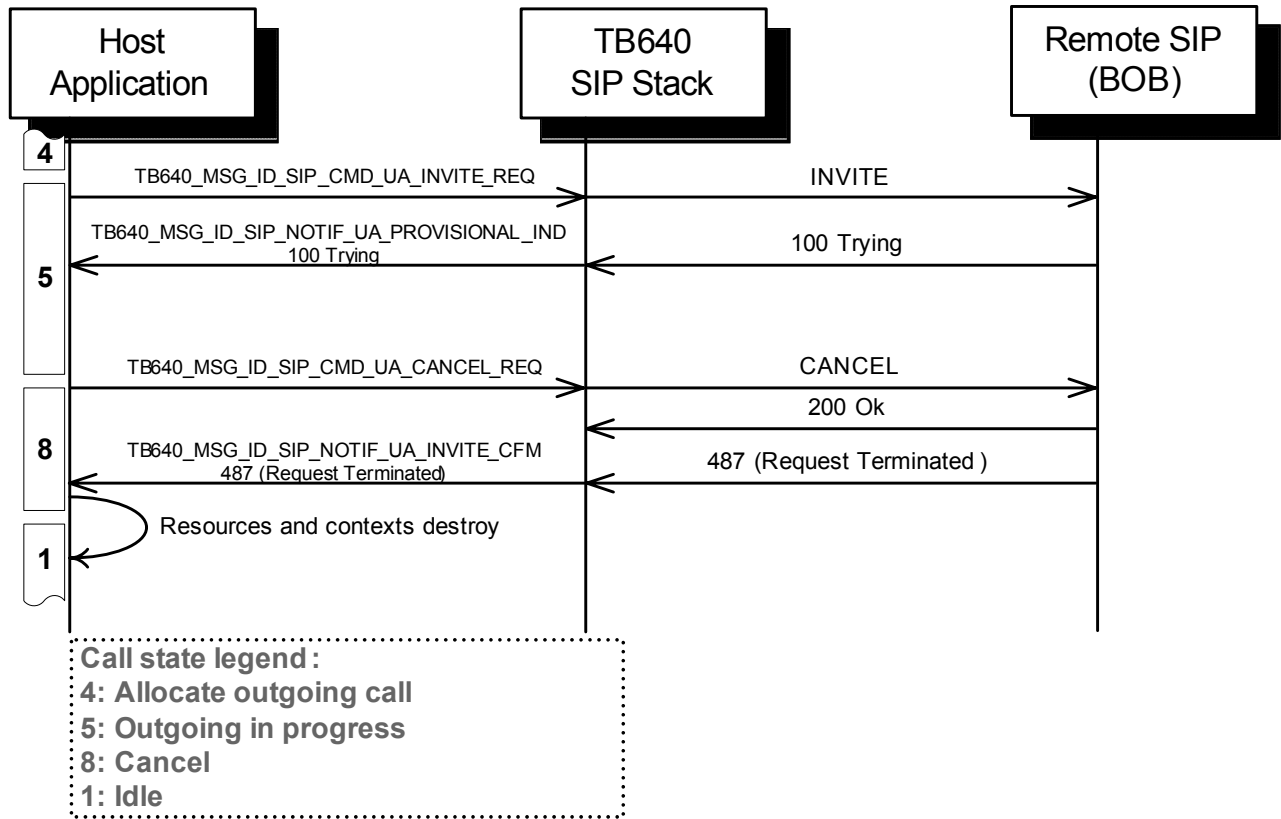 Host
Application
TB640
SIP Stack
Remote SIP
(BOB)
4
TB640_MSG_ID_SIP_CMD_UA_INVITE_REQ
INVITE
TB640_MSG_ID_SIP_NOTIF_UA_PROVISIONAL_IND
100 Trying
100 Trying
5
TB640_MSG_ID_SIP_CMD_UA_CANCEL_REQ
CANCEL
200 Ok
8
TB640_MSG_ID_SIP_NOTIF_UA_INVITE_CFM
487 (Request Terminated)
487 (Request Terminated )
Resources and contexts destroy
1
Call state legend :
4: Allocate outgoing call
5: Outgoing in progress
8: Cancel
1: Idle